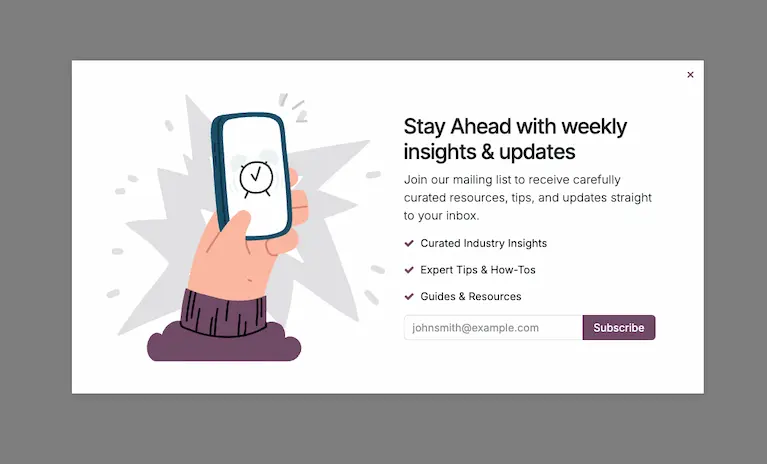 Stay Ahead with weekly
insights & updates
Join our mailing list to receive carefully
curated resources, tips, and updates straight
to your inbox.
Curated Industry Insights
Expert Tips & How-Tos
Guides & Resources
johnsmith@example.com
Subscribe